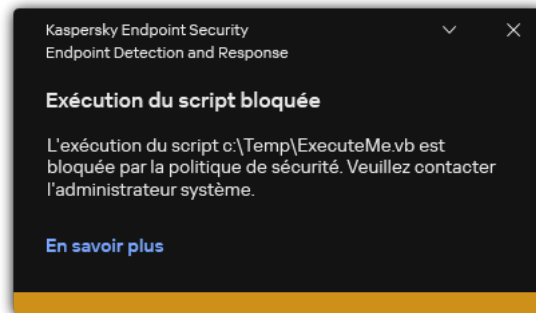 Kaspersky Endpoint Security
Endpoint Detection and Response
Exécution du script bloquée
L'exécution du script c:\Temp\ExecuteMe.vb est
bloquée par la politique de sécurité. Veuillez contacter
l'administrateur système.
En savoir plus